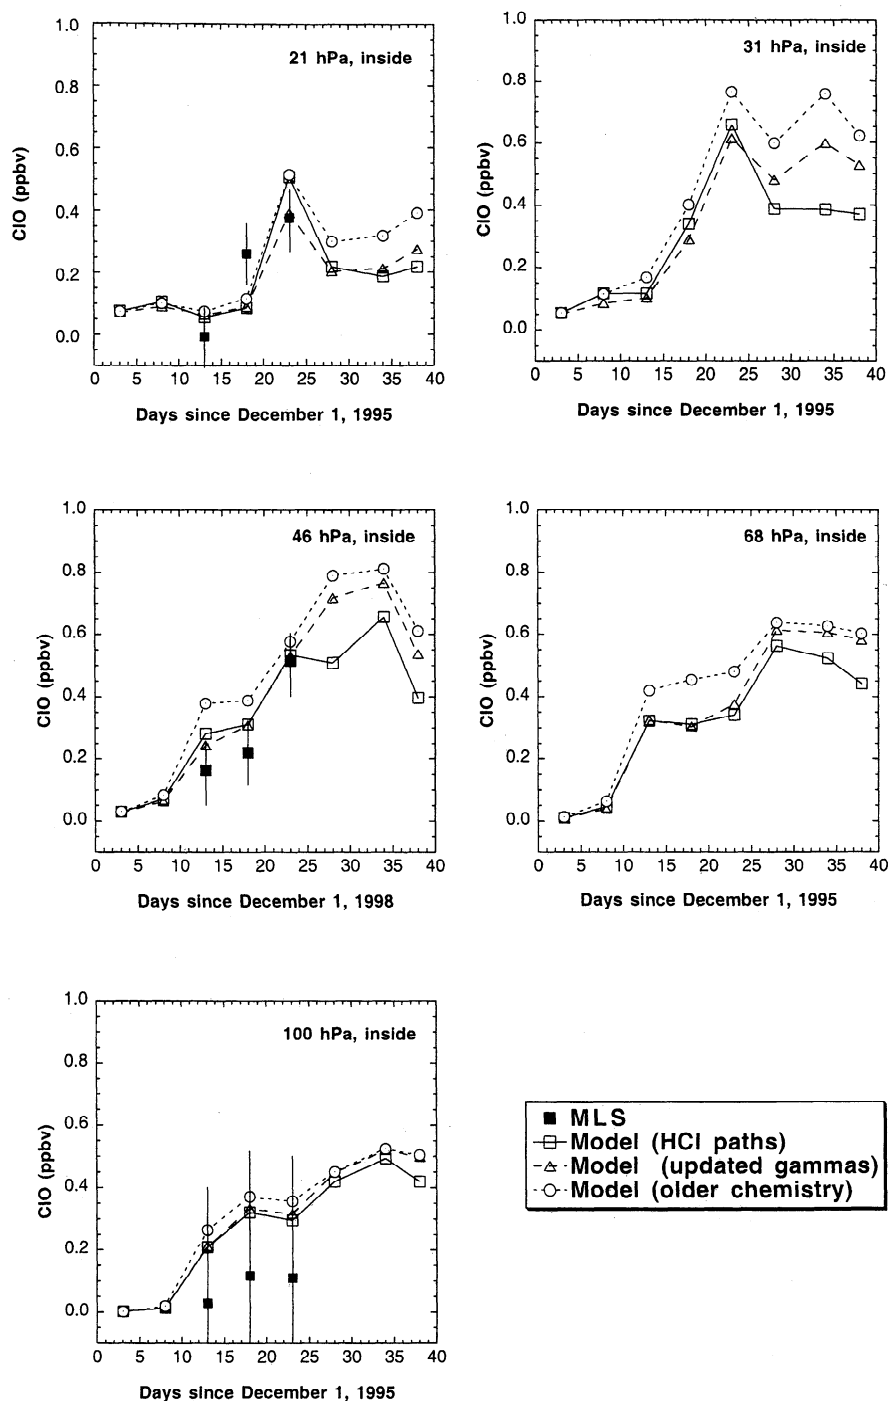 1.0
21 hPa, inside
0.8
0.6
0.4
0.2
0.0
ClO (ppbv)
0 5 10 15 20 25 30 35 40
Days since December 1, 1995
1.0
31 hPa, inside
0.8
0.6
0.4
0.2
0.0
ClO (ppbv)
0 5 10 15 20 25 30 35 40
Days since December 1, 1995
1.0
46 hPa, inside
0.8
0.6
0.4
0.2
0.0
ClO (ppbv)
0 5 10 15 20 25 30 35 40
Days since December 1, 1998
1.0
68 hPa, inside
0.8
0.6
0.4
0.2
0.0
ClO (ppbv)
0 5 10 15 20 25 30 35 40
Days since December 1, 1995
1.0
100 hPa, inside
0.8
0.6
0.4
0.2
0.0
ClO (ppbv)
0 5 10 15 20 25 30 35 40
Days since December 1, 1995
MLS
Model (HCl paths)
Model (updated gammas)
Model (older chemistry)